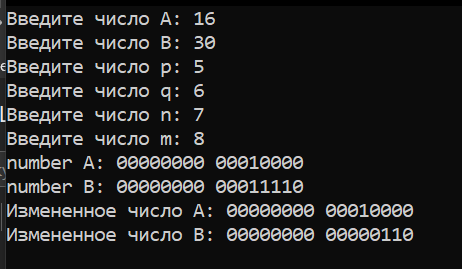 Введите число A: 16
Введите число B: 30
Введите число p: 5
Введите число q: 6
Введите число n: 7
Введите число m: 8
number A: 00000000 00010000
number B: 00000000 00011110
Измененное число A: 00000000 00010000
Измененное число B: 00000000 00000110